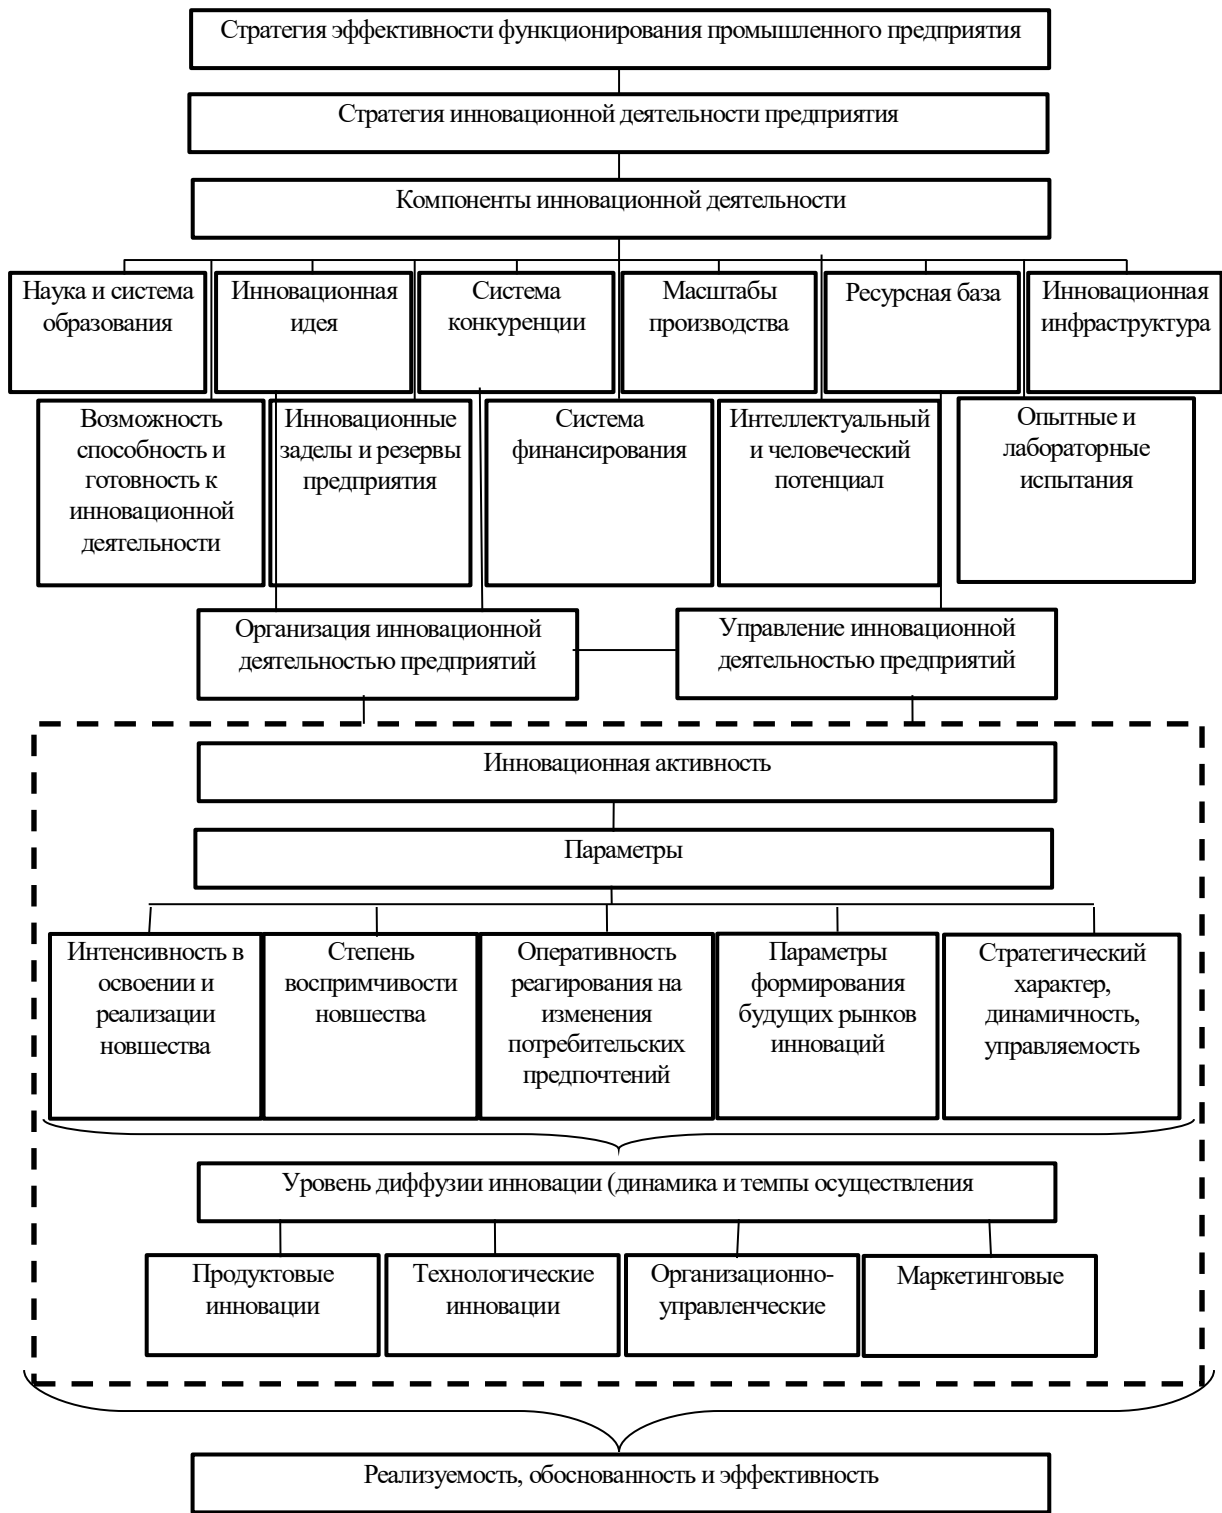 Стратегия эффективности функционирования промышленного предприятия
Стратегия инновационной деятельности предприятия
Компоненты инновационной деятельности
Наука и система
образования
Инновационная
идея
Система
конкуренции
Масштабы
производства
Ресурсная база
Инновационная
инфраструктура
Возможность
способность и
готовность к
инновационной
деятельности
Инновационные
заделы и резервы
предприятия
Система
финансирования
Интеллектуальный
и человеческий
потенциал
Опытные и
лабораторные
испытания
Организация инновационной
деятельностью предприятий
Управление инновационной
деятельностью предприятий
Инновационная активность
Параметры
Интенсивность в
освоении и
реализации
новшества
Степень
воспримчивости
новшества
Оперативность
реагирования на
изменения
потребительских
предпочтений
Параметры
формирования
будущих рынков
инноваций
Стратегический
характер,
динамичность,
управляемость
Уровень диффузии инновации (динамика и темпы осуществления
Продуктовые
инновации
Технологические
инновации
Организационно-
управленческие
Маркетинговые
Реализуемость, обоснованность и эффективность